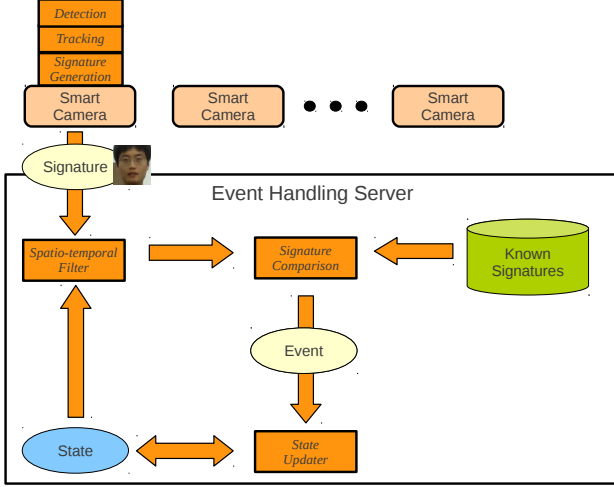 Detection
Tracking
Signature
Generation
Smart
Camera
Smart
Camera
Smart
Camera
Signature
Event Handling Server
Spatio-temporal
Filter
Signature
Comparison
Known
Signatures
Event
State
State
Updater